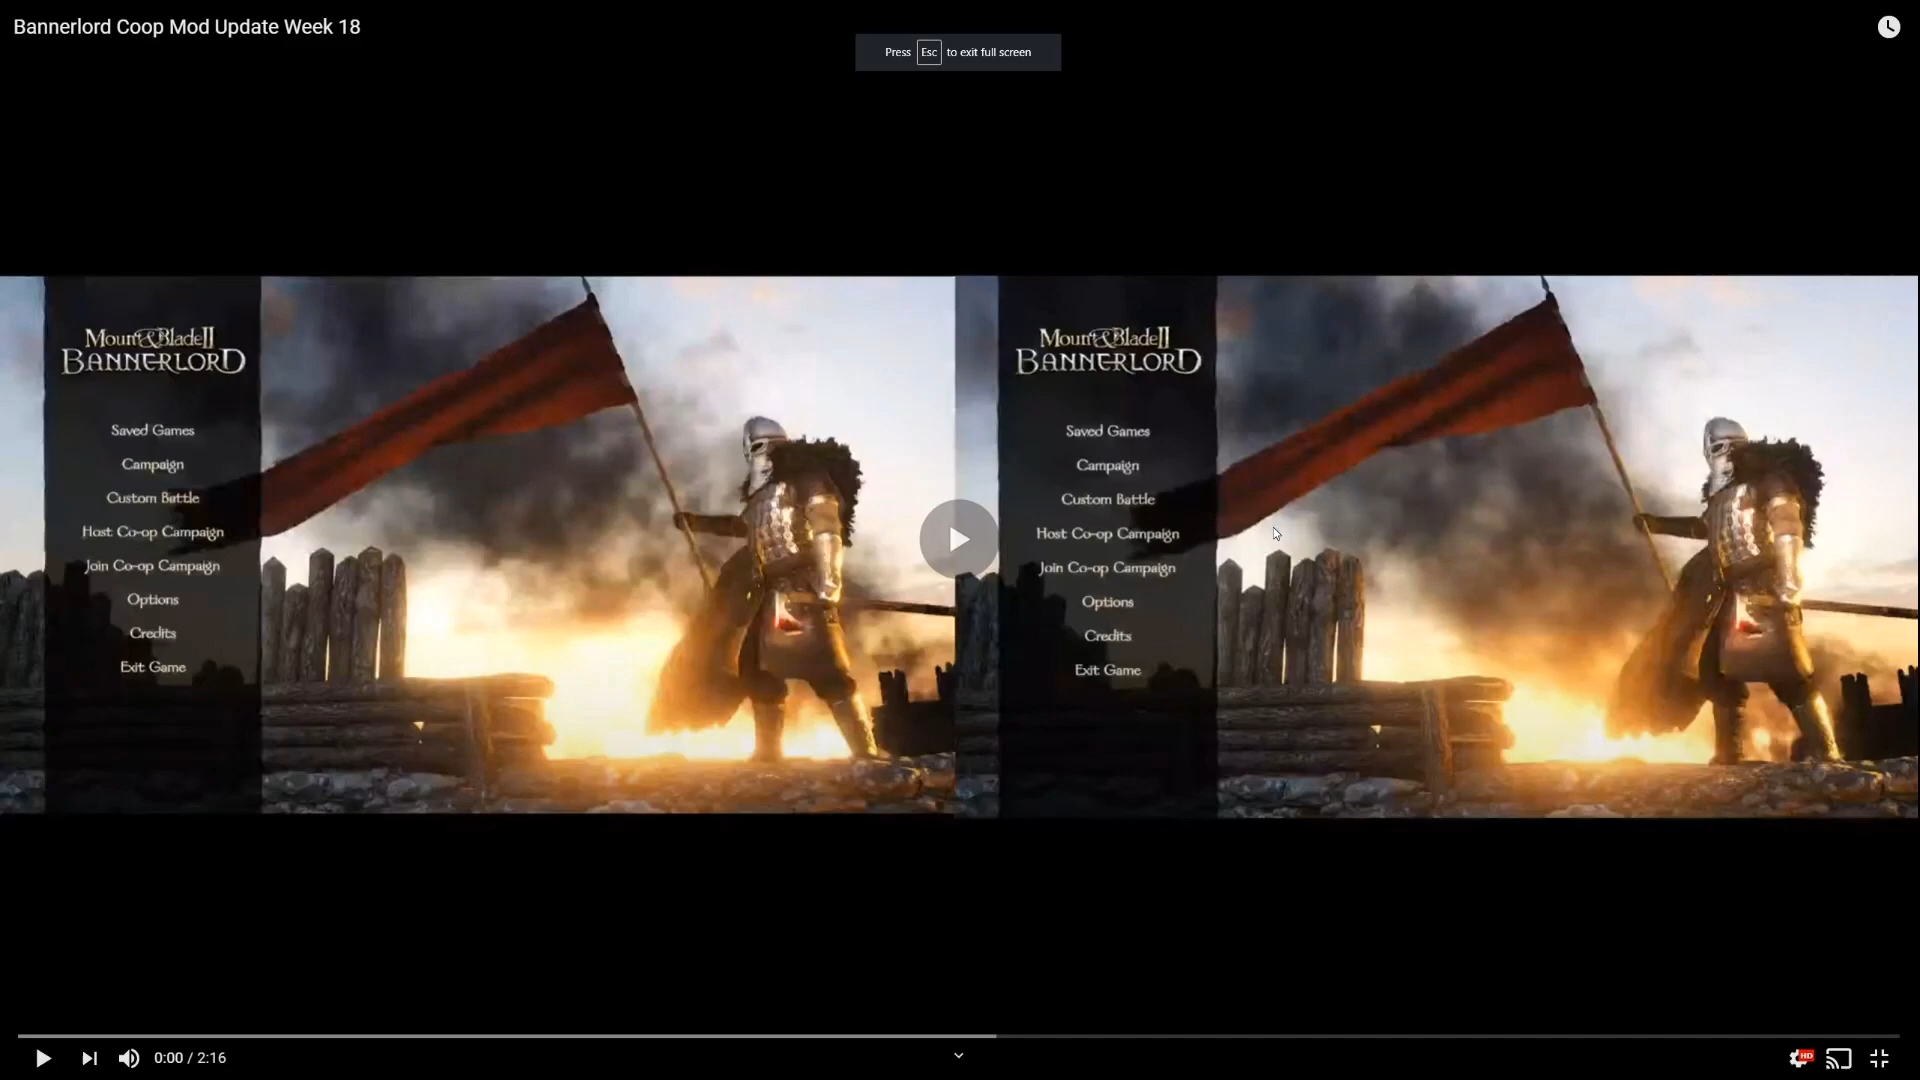 Bannerlord Coop Mod Update Week 18
Press Esc to exit full screen
Mount & Blade II
BANNERLORD
Saved Games
Campaign
Custom Battle
Host Co-op Campaign
Join Co-op Campaign
Options
Credits
Exit Game
Mount & Blade II
BANNERLORD
Saved Games
Campaign
Custom Battle
Host Co-op Campaign
Join Co-op Campaign
Options
Credits
Exit Game
0:00 / 2:16
HD